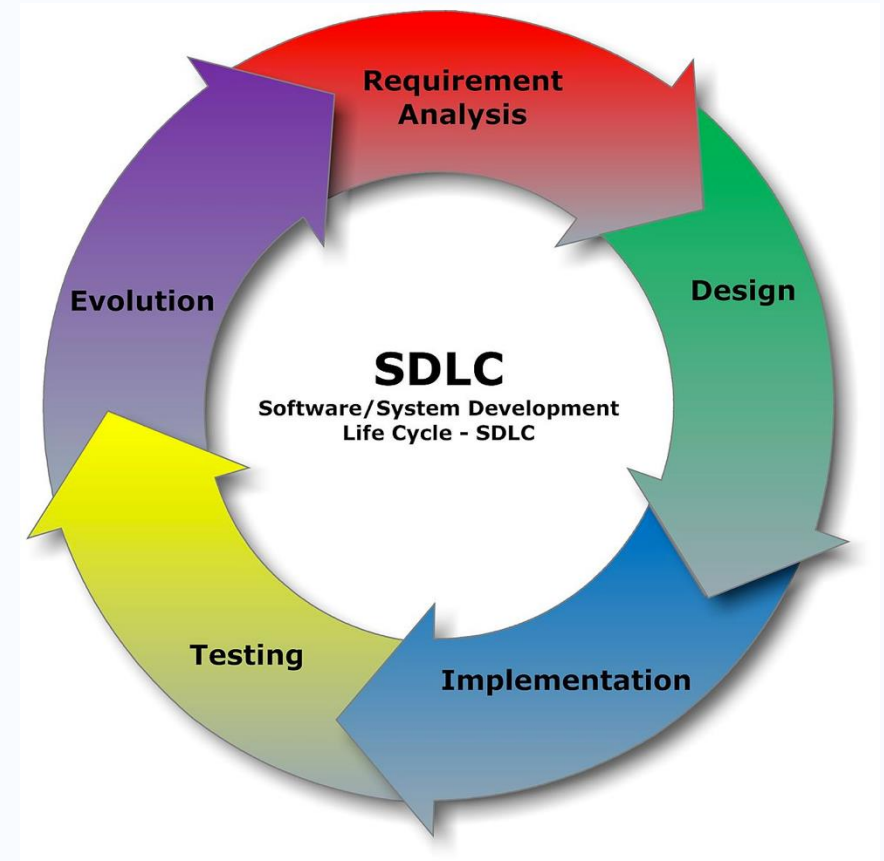 Requirement
Analysis
Design
Evolution
SDLC
Software/System Development
Life Cycle - SDLC
Testing
Implementation